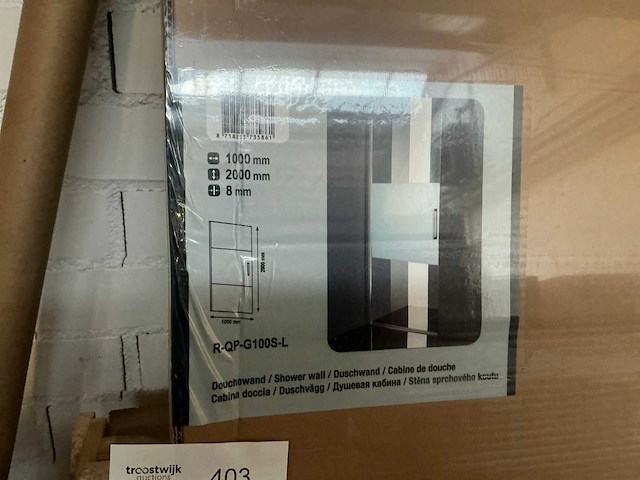 1000 mm
2000 mm
8 mm
2000 mm
1000 mm
R-QP-G100S-L
Douchewand / Shower wall / Duschwand / Cabine de douche
Cabina doccia / Duschvägg / Душевая кабина / Stěna sprchového koutu
troostwijk
auctions
403